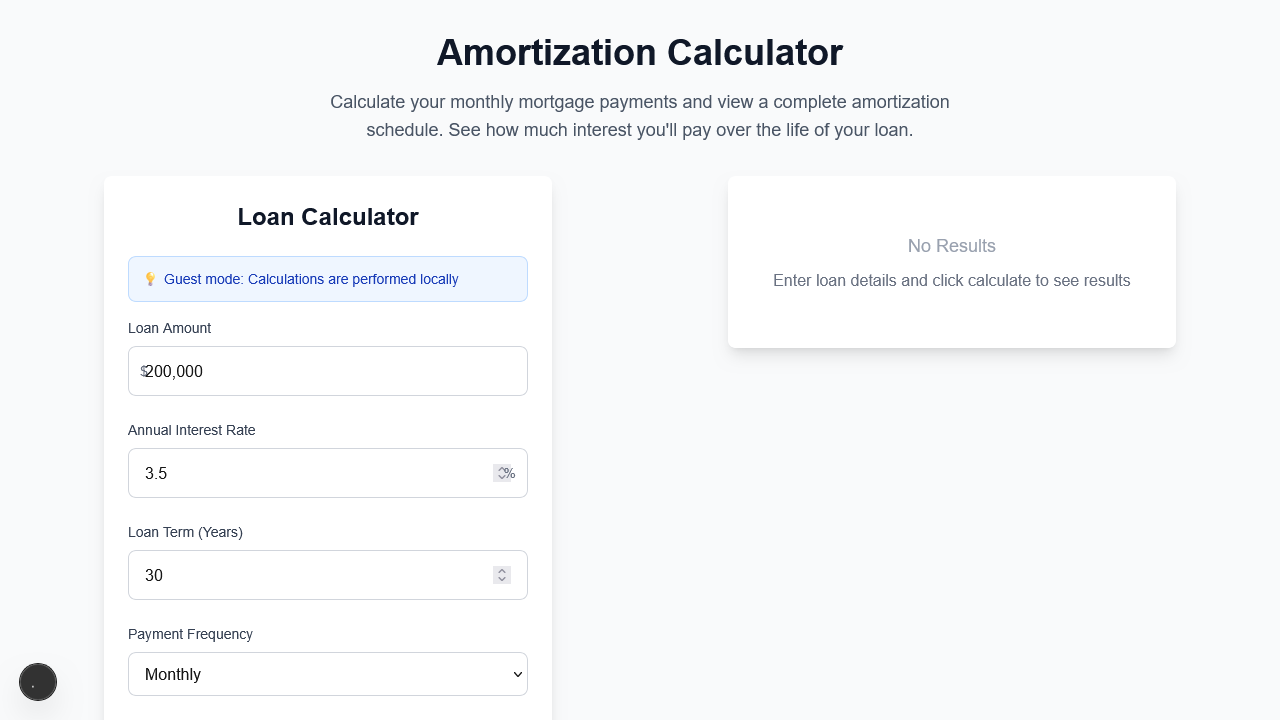 Amortization Calculator
Calculate your monthly mortgage payments and view a complete amortization
schedule. See how much interest you'll pay over the life of your loan.
Loan Calculator
💡 Guest mode: Calculations are performed locally
Loan Amount
$200,000
Annual Interest Rate
3.5 %
Loan Term (Years)
30
Payment Frequency
Monthly
No Results
Enter loan details and click calculate to see results